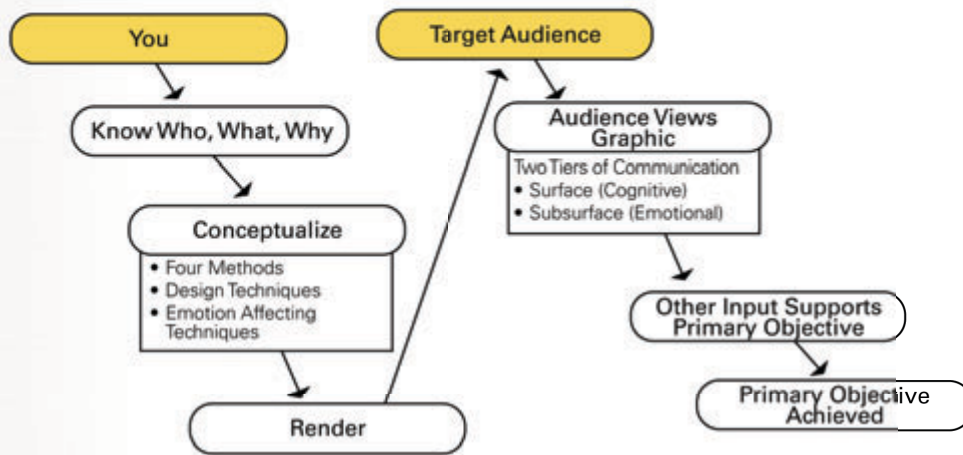 You
Know Who, What, Why
Conceptualize
• Four Methods
• Design Techniques
• Emotion Affecting
Techniques
Render
Target Audience
Audience Views
Graphic
Two Tiers of Communication
• Surface (Cognitive)
• Subsurface (Emotional)
Other Input Supports
Primary Objective
Primary Objective
Achieved